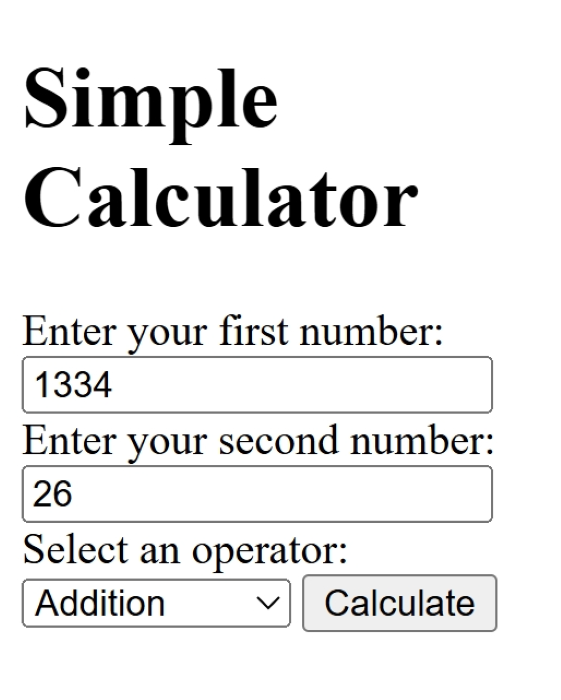 Simple
Calculator
Enter your first number:
1334
Enter your second number:
26
Select an operator:
Addition Calculate